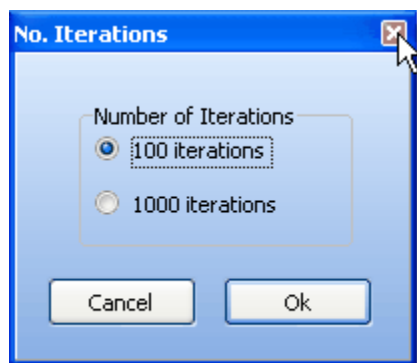 No. Iterations
Number of Iterations
100 iterations
1000 iterations
Cancel Ok